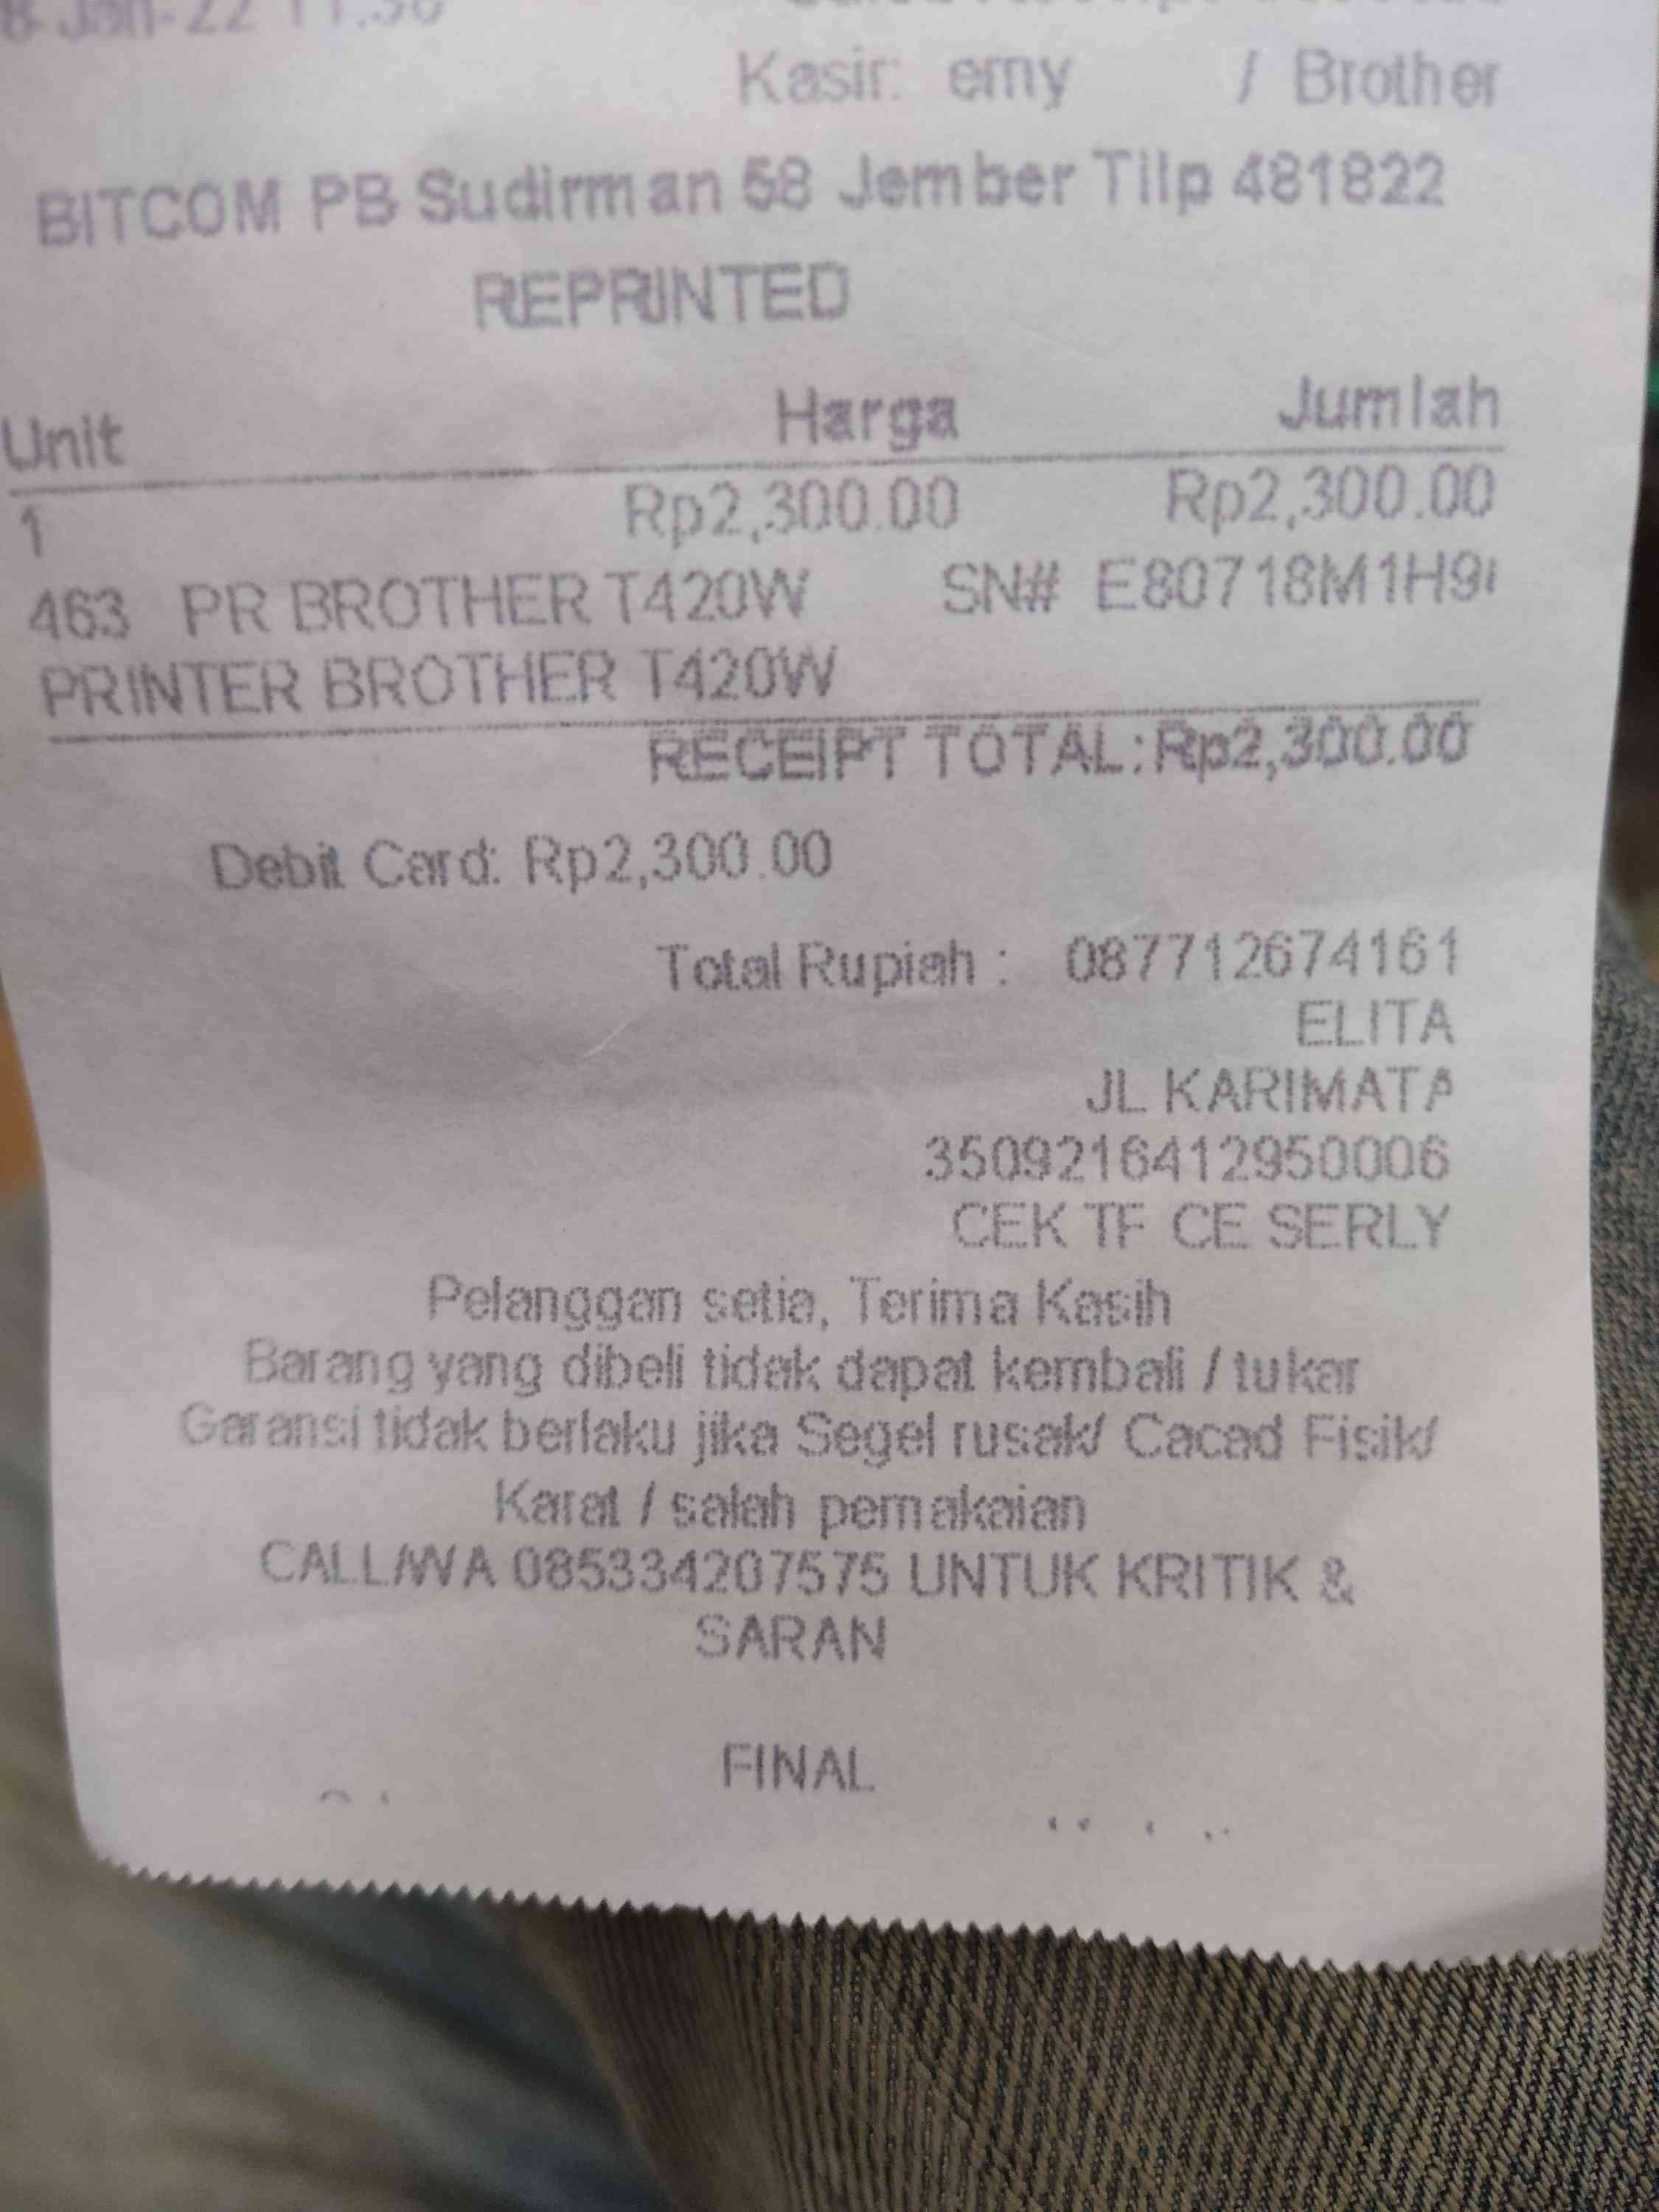 Kasir: emy / Brother
BITCOM PB Sudirman 58 Jember Tilp 481822
REPRINTED
Unit Harga Jumlah
1 Rp2,300.00 Rp2,300.00
463 PR BROTHER T420W SN# E80718M1H9
PRINTER BROTHER T420W
RECEIPT TOTAL: Rp2,300.00
Debit Card: Rp2,300.00
Total Rupiah : 087712674161
ELITA
JL KARIMATA
3509216412950006
CEK TF CE SERLY
Pelanggan setia, Terima Kasih
Barang yang dibeli tidak dapat kembali / tukar
Garansi tidak berlaku jika Segel rusak/ Cacad Fisik/
Karat / salah pemakaian
CALL/WA 085334207575 UNTUK KRITIK &
SARAN
FINAL